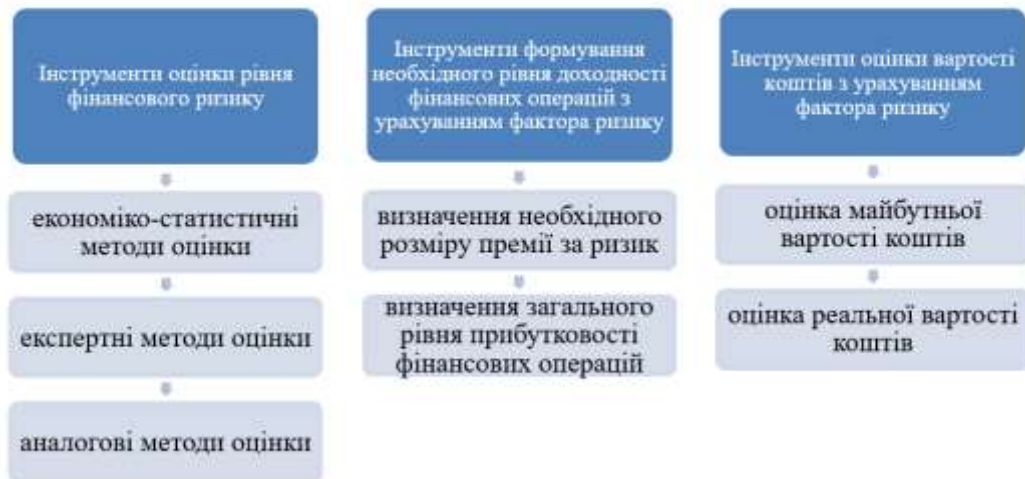 Інструменти оцінки рівня
фінансового ризику
економіко-статистичні
методи оцінки
експертні методи оцінки
аналогові методи оцінки
Інструменти формування
необхідного рівня доходності
фінансових операцій з
урахуванням фактора ризику
визначення необхідного
розміру премії за ризик
визначення загального
рівня прибутковості
фінансових операцій
Інструменти оцінки вартості
коштів з урахуванням
фактора ризику
оцінка майбутньої
вартості коштів
оцінка реальної вартості
коштів